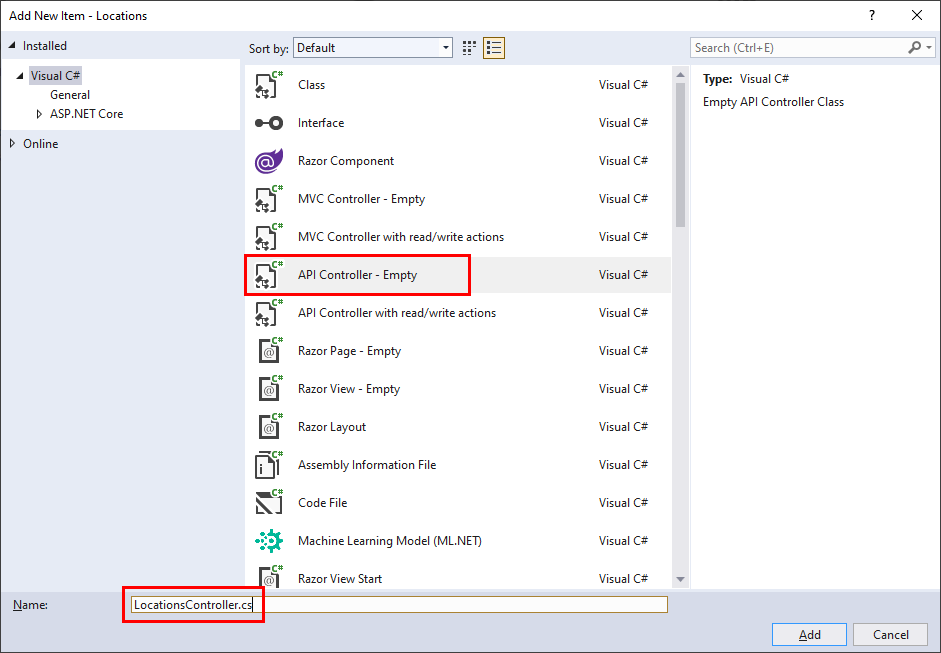 Add New Item - Locations
?
Installed
Sort by: Default
Search (Ctrl+E)
Visual C#
General
ASP.NET Core
Online
C# Class Visual C#
Interface Visual C#
@ Razor Component Visual C#
C# MVC Controller - Empty Visual C#
C# MVC Controller with read/write actions Visual C#
C# API Controller - Empty Visual C#
C# API Controller with read/write actions Visual C#
C# @ Razor Page - Empty Visual C#
C# @ Razor View - Empty Visual C#
C# @ Razor Layout Visual C#
C# i Assembly Information File Visual C#
C# Code File Visual C#
Machine Learning Model (ML.NET) Visual C#
C# @ Razor View Start Visual C#
Type: Visual C#
Empty API Controller Class
Name: LocationsController.cs
Add Cancel